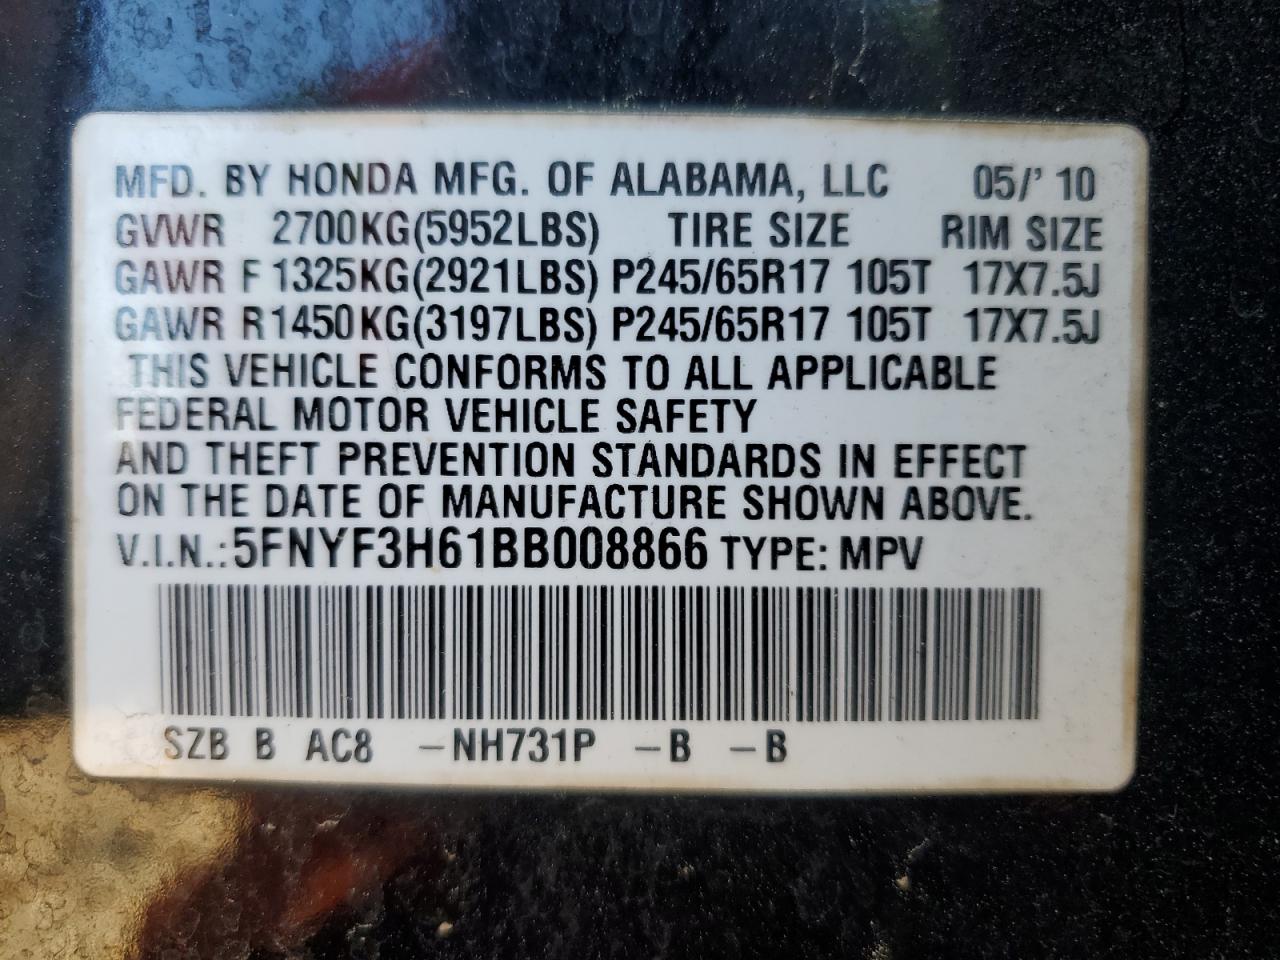 MFD. BY HONDA MFG. OF ALABAMA, LLC 05/' 10
GVWR 2700KG(5952LBS) TIRE SIZE RIM SIZE
GAWR F 1325KG(2921LBS) P245/65R17 105T 17X7.5J
GAWR R 1450KG(3197LBS) P245/65R17 105T 17X7.5J
THIS VEHICLE CONFORMS TO ALL APPLICABLE
FEDERAL MOTOR VEHICLE SAFETY
AND THEFT PREVENTION STANDARDS IN EFFECT
ON THE DATE OF MANUFACTURE SHOWN ABOVE.
V.I.N.: 5FNYF3H61BB008866 TYPE: MPV
SZB B AC8 –NH731P –B –B